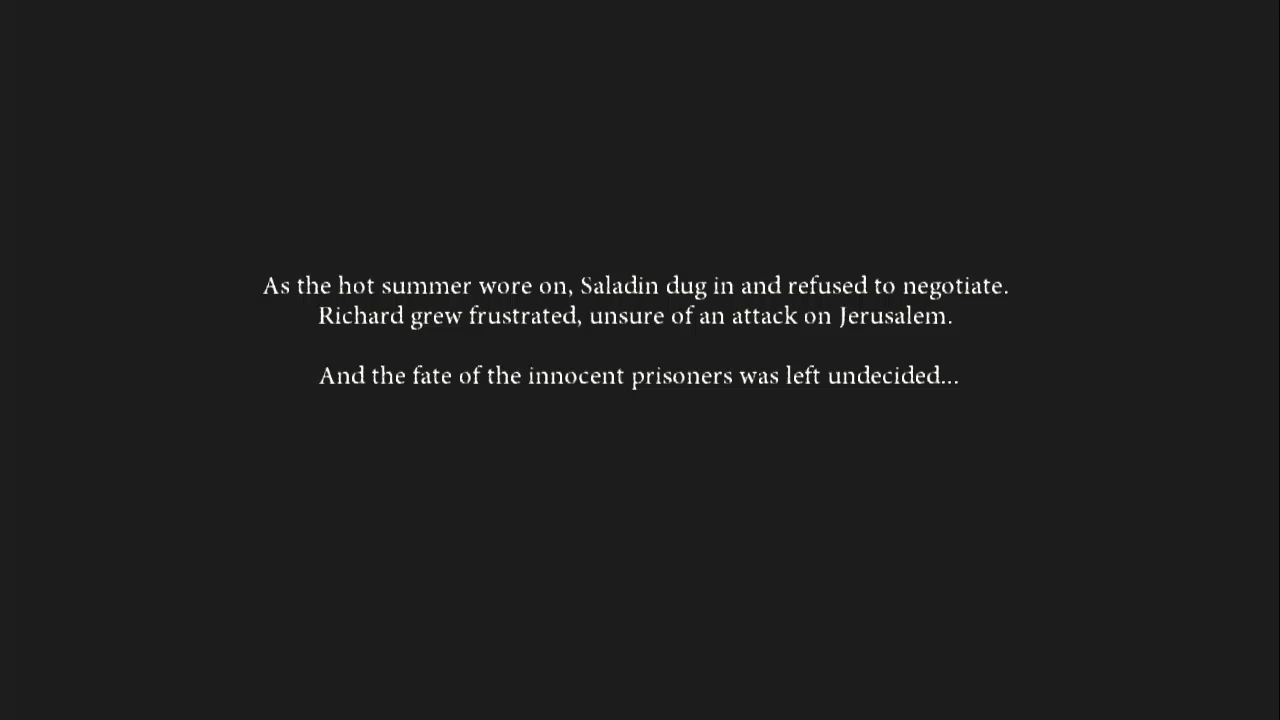 As the hot summer wore on, Saladin dug in and refused to negotiate.
Richard grew frustrated, unsure of an attack on Jerusalem.
And the fate of the innocent prisoners was left undecided...